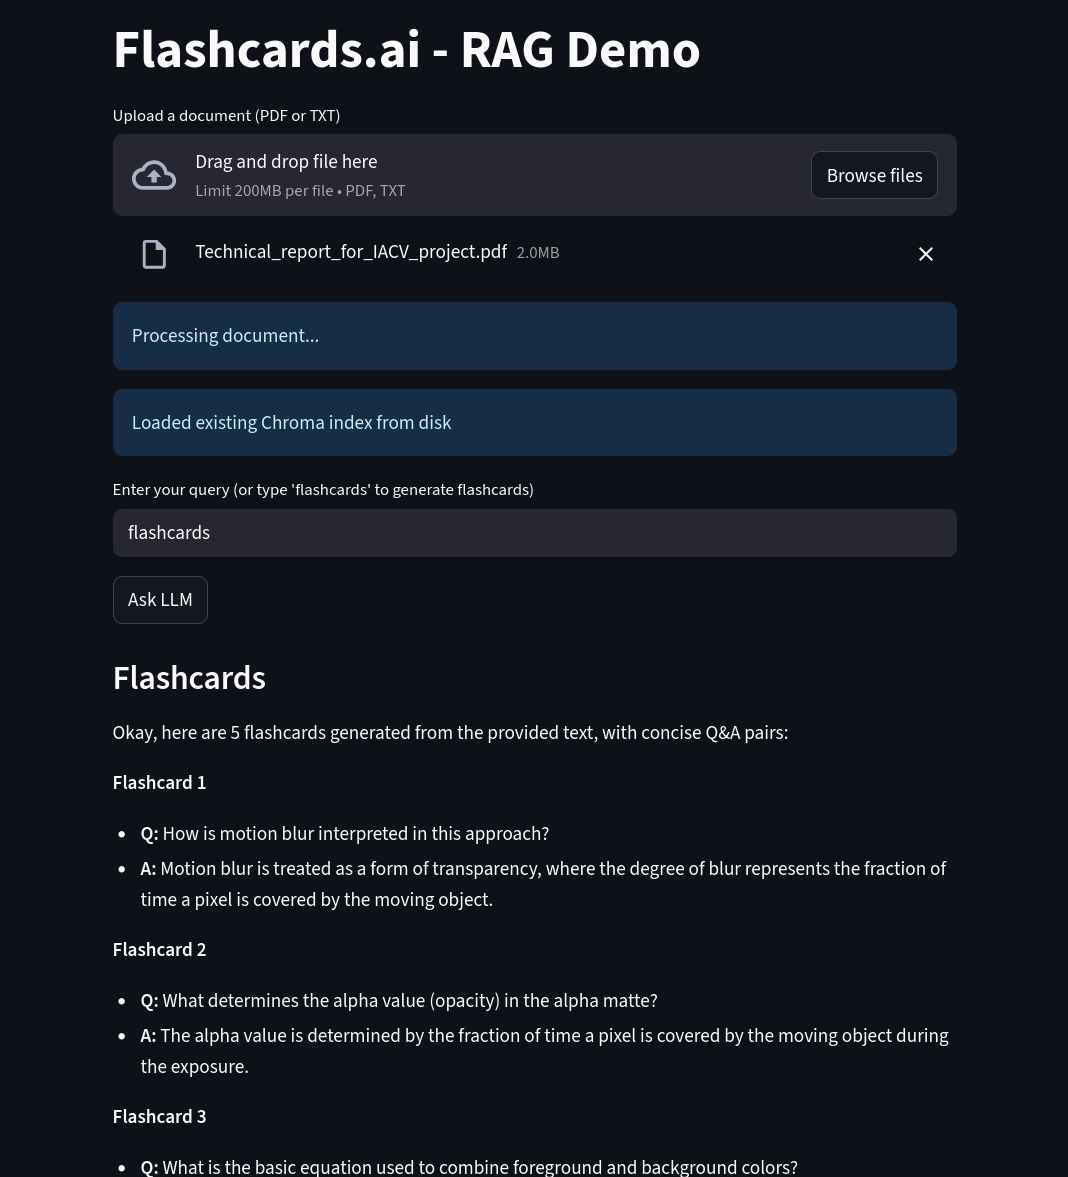 Flashcards.ai - RAG Demo
Upload a document (PDF or TXT)
Drag and drop file here
Limit 200MB per file • PDF, TXT
Browse files
Technical_report_for_IACV_project.pdf 2.0MB
Processing document...
Loaded existing Chroma index from disk
Enter your query (or type 'flashcards' to generate flashcards)
flashcards
Ask LLM
Flashcards
Okay, here are 5 flashcards generated from the provided text, with concise Q&A pairs:
Flashcard 1
• Q: How is motion blur interpreted in this approach?
• A: Motion blur is treated as a form of transparency, where the degree of blur represents the fraction of
time a pixel is covered by the moving object.
Flashcard 2
• Q: What determines the alpha value (opacity) in the alpha matte?
• A: The alpha value is determined by the fraction of time a pixel is covered by the moving object during
the exposure.
Flashcard 3
• Q: What is the basic equation used to combine foreground and background colors?